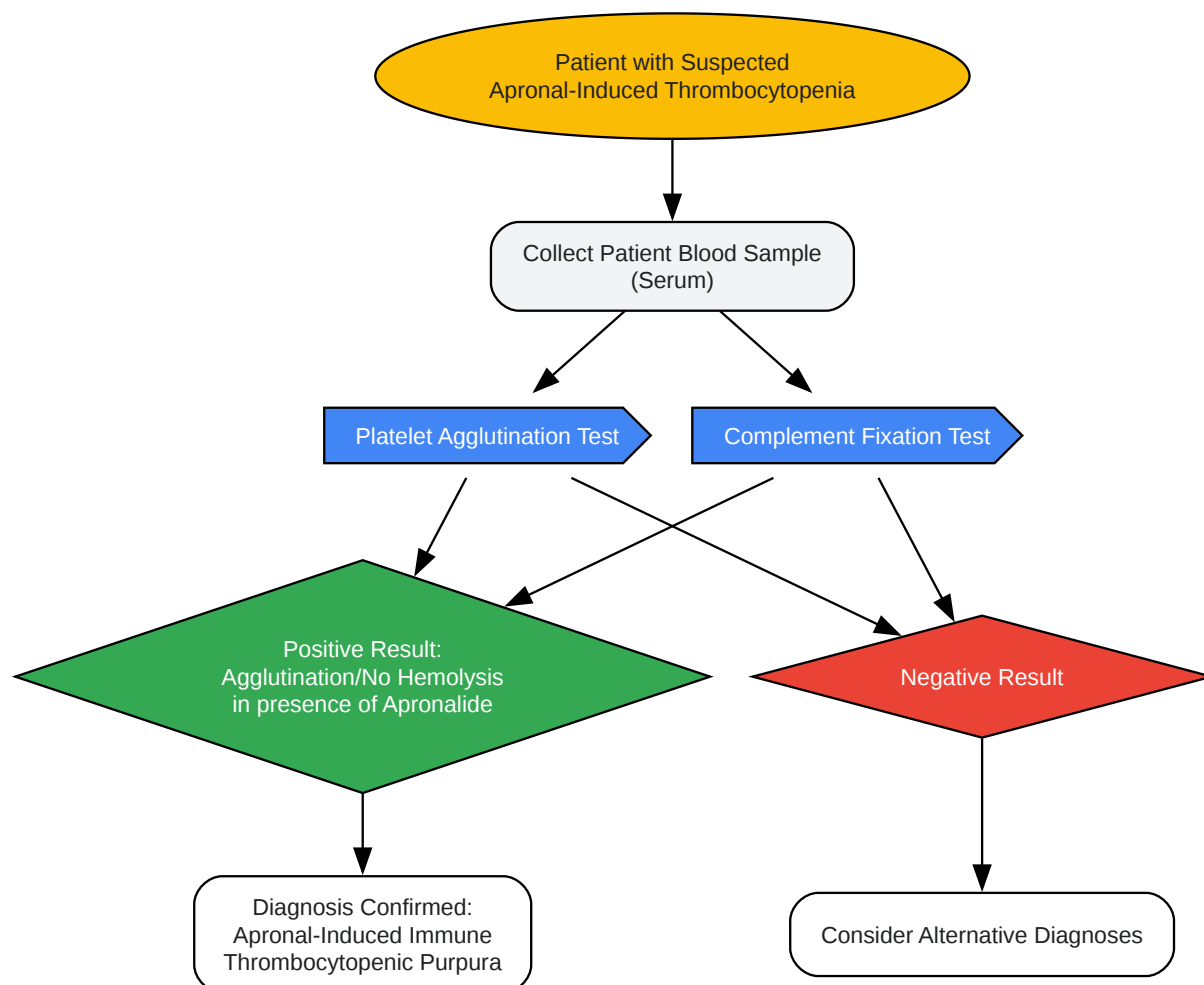 Patient with Suspected
Apronal-Induced Thrombocytopenia
Collect Patient Blood Sample
(Serum)
Platelet Agglutination Test
Complement Fixation Test
Positive Result:
Agglutination/No Hemolysis
in presence of Apronalide
Negative Result
Diagnosis Confirmed:
Apronal-Induced Immune
Thrombocytopenic Purpura
Consider Alternative Diagnoses